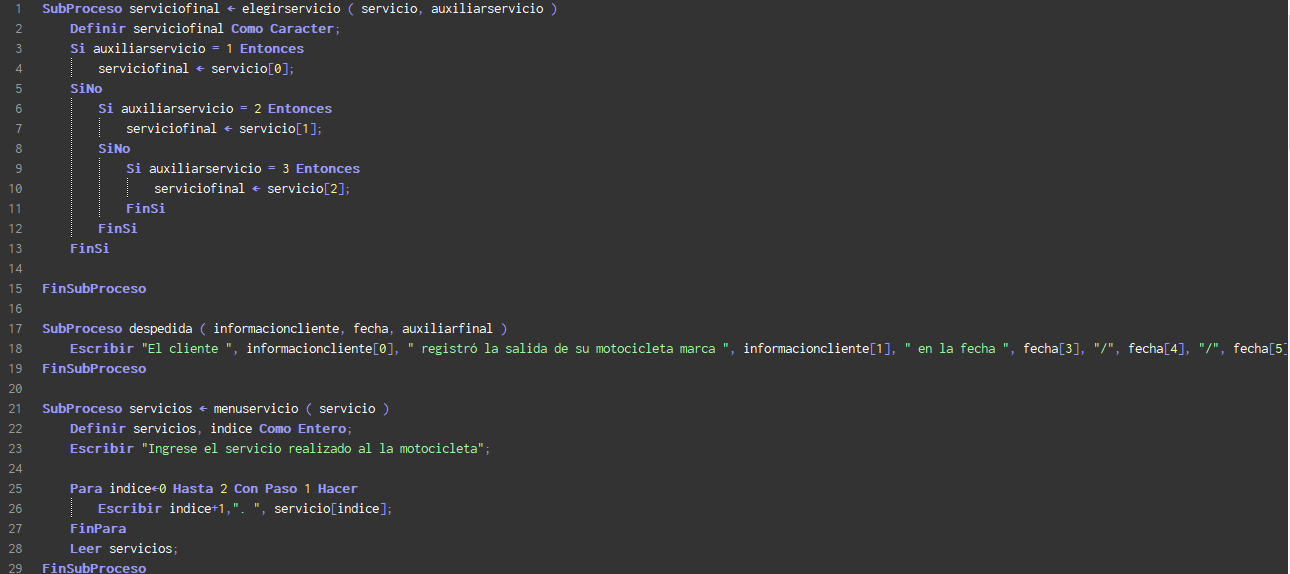 1 SubProceso serviciofinal ← elegirservicio ( servicio, auxiliarservicio )
2 Definir serviciofinal Como Caracter;
3 Si auxiliarservicio = 1 Entonces
4 serviciofinal ← servicio[0];
5 SiNo
6 Si auxiliarservicio = 2 Entonces
7 serviciofinal ← servicio[1];
8 SiNo
9 Si auxiliarservicio = 3 Entonces
10 serviciofinal ← servicio[2];
11 FinSi
12 FinSi
13 FinSi
14
15 FinSubProceso
16
17 SubProceso despedida ( informacioncliente, fecha, auxiliarfinal )
18 Escribir "El cliente ", informacioncliente[0], " registró la salida de su motocicleta marca ", informacioncliente[1], " en la fecha ", fecha[3], "/", fecha[4], "/", fecha[5]
19 FinSubProceso
20
21 SubProceso servicios ← menuservicio ( servicio )
22 Definir servicios, indice Como Entero;
23 Escribir "Ingrese el servicio realizado al la motocicleta";
24
25 Para indice←0 Hasta 2 Con Paso 1 Hacer
26 Escribir indice+1,". ", servicio[indice];
27 FinPara
28 Leer servicios;
29 FinSubProceso